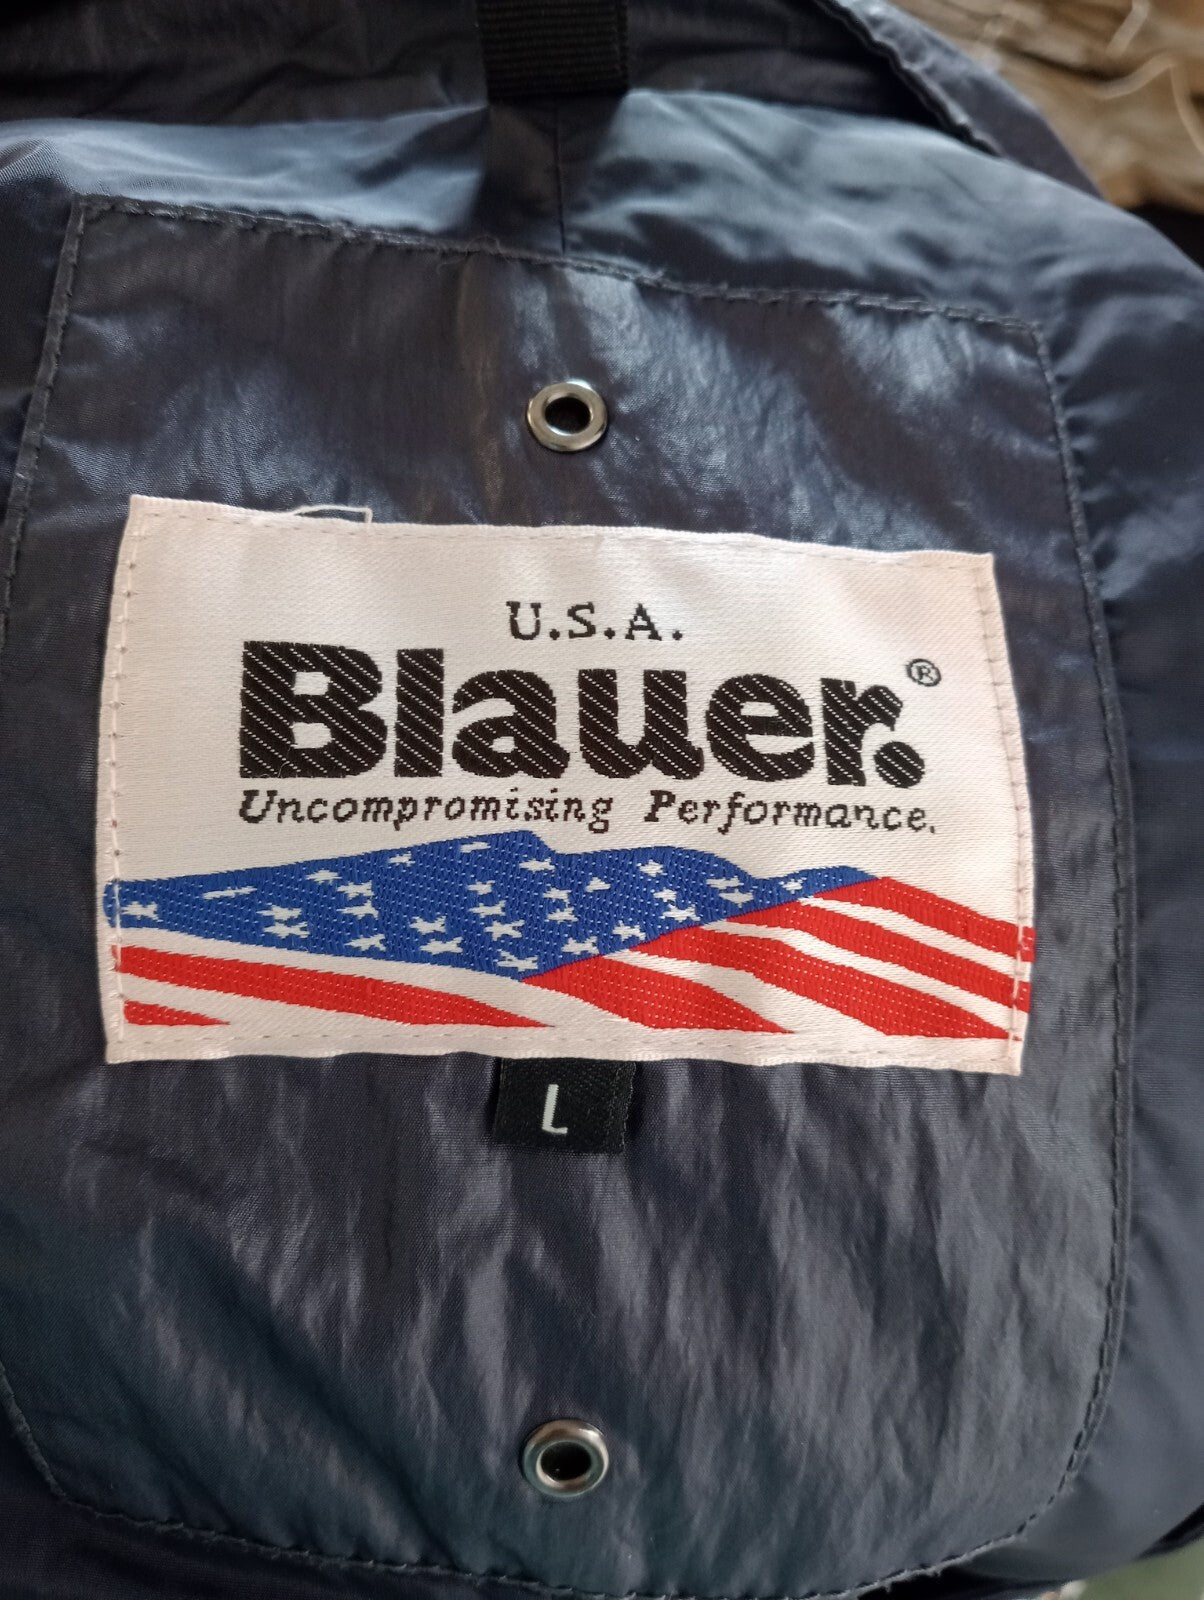 U.S.A.
Blauer.®
Uncompromising Performance.
L